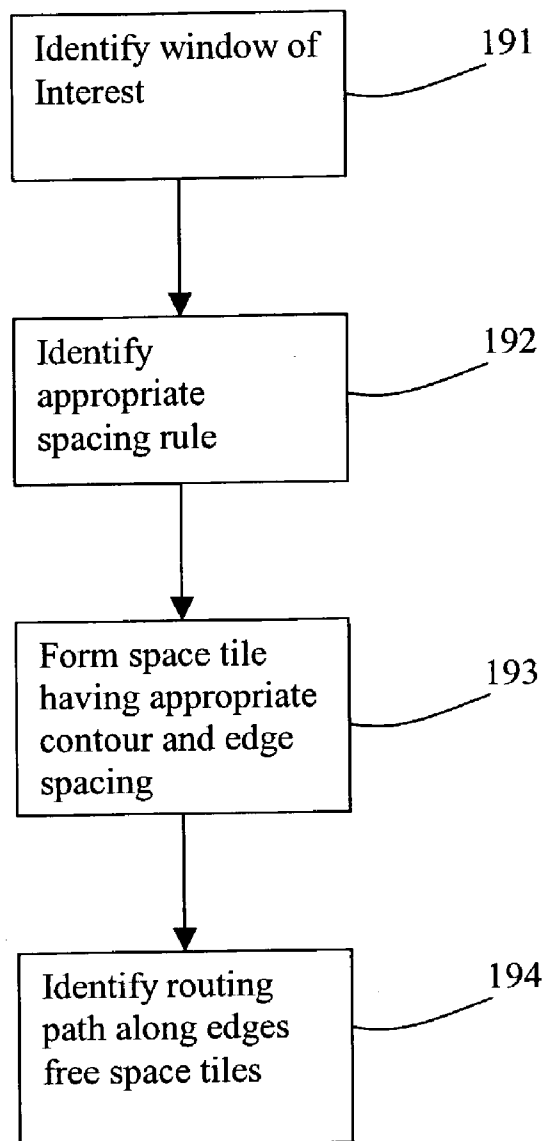 Identify window of
Interest
191
Identify
appropriate
spacing rule
192
Form space tile
having appropriate
contour and edge
spacing
193
Identify routing
path along edges
free space tiles
194